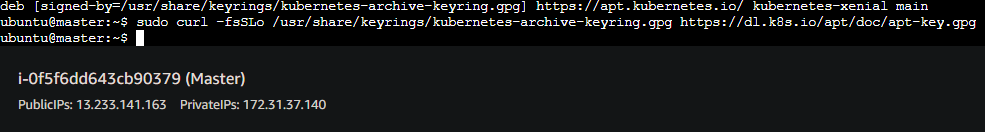 deb [signed-by=/usr/share/keyrings/kubernetes-archive-keyring.gpg] https://apt.kubernetes.io/ kubernetes-xenial main
ubuntu@master:~$ sudo curl -fsSLo /usr/share/keyrings/kubernetes-archive-keyring.gpg https://dl.k8s.io/apt/doc/apt-key.gpg
ubuntu@master:~$
i-0f5f6dd643cb90379 (Master)
PublicIPs: 13.233.141.163 PrivateIPs: 172.31.37.140